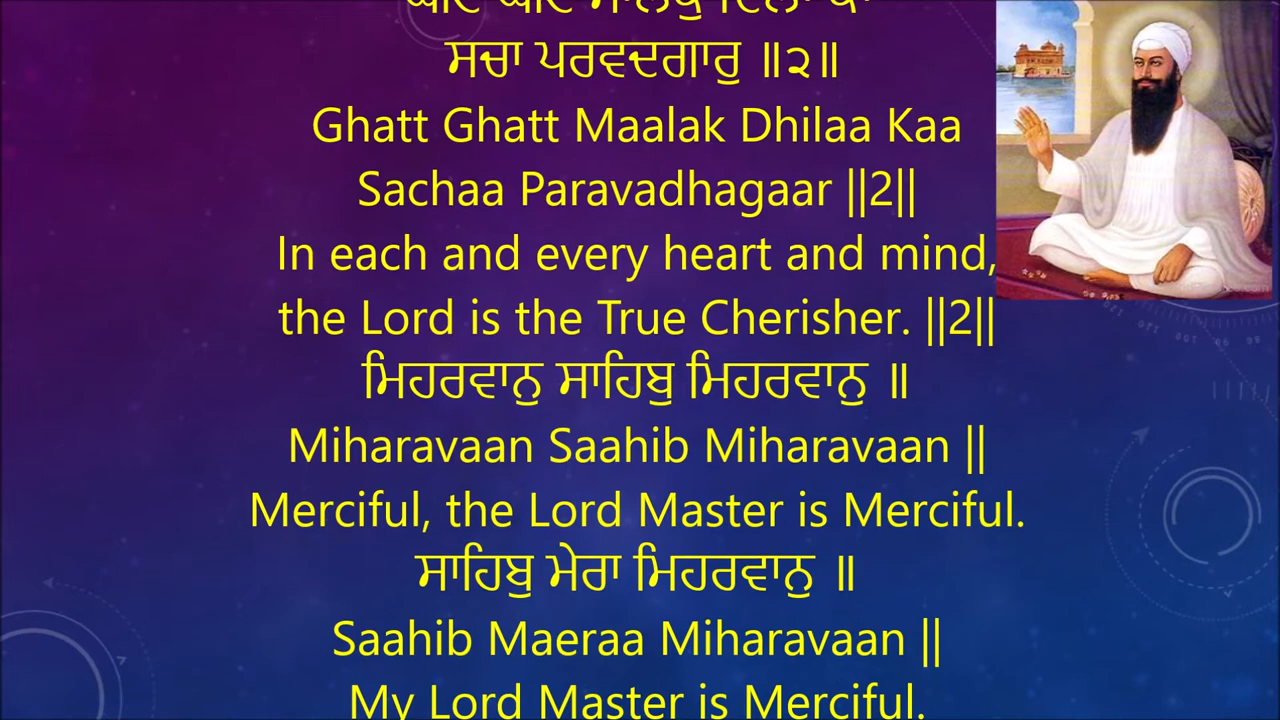 ਸਚਾ ਪਰਵਦਗਾਰੁ ॥੨॥
Ghatt Ghatt Maalak Dhilaa Kaa
Sachaa Paravadhagaar ||2||
In each and every heart and mind,
the Lord is the True Cherisher. ||2||
ਮਿਹਰਵਾਨੁ ਸਾਹਿਬੁ ਮਿਹਰਵਾਨੁ ॥
Miharavaan Saahib Miharavaan ||
Merciful, the Lord Master is Merciful.
ਸਾਹਿਬੁ ਮੇਰਾ ਮਿਹਰਵਾਨੁ ॥
Saahib Maeraa Miharavaan ||
My Lord Master is Merciful.